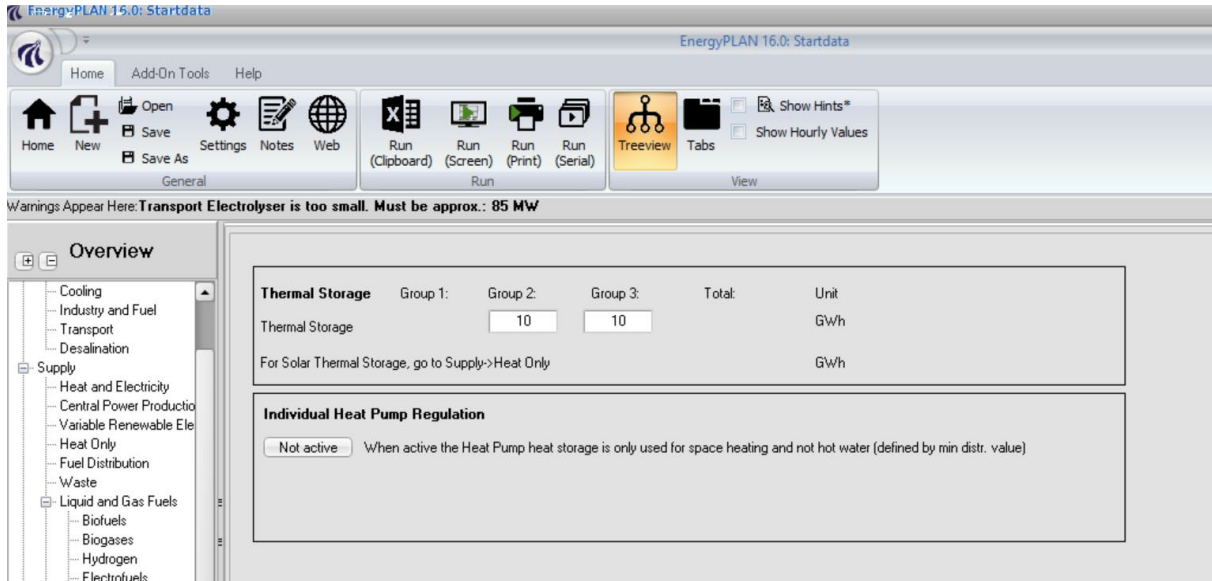 EnergyPLAN 16.0: Startdata
EnergyPLAN 16.0: Startdata
Home Add-On Tools Help
Home New Open Save Save As Settings Notes Web
General
Run (Clipboard) Run (Screen) Run (Print) Run (Serial)
Run
Treeview Tabs Show Hints* Show Hourly Values
View
Warnings Appear Here: Transport Electrolyser is too small. Must be approx.: 85 MW
Overview
Cooling
Industry and Fuel
Transport
Desalination
Supply
Heat and Electricity
Central Power Productio
Variable Renewable Ele
Heat Only
Fuel Distribution
Waste
Liquid and Gas Fuels
Biofuels
Biogases
Hydrogen
Electrofuels
Thermal Storage Group 1: Group 2: Group 3: Total: Unit
Thermal Storage 10 10 GWh
For Solar Thermal Storage, go to Supply->Heat Only GWh
Individual Heat Pump Regulation
Not active When active the Heat Pump heat storage is only used for space heating and not hot water (defined by min distr. value)